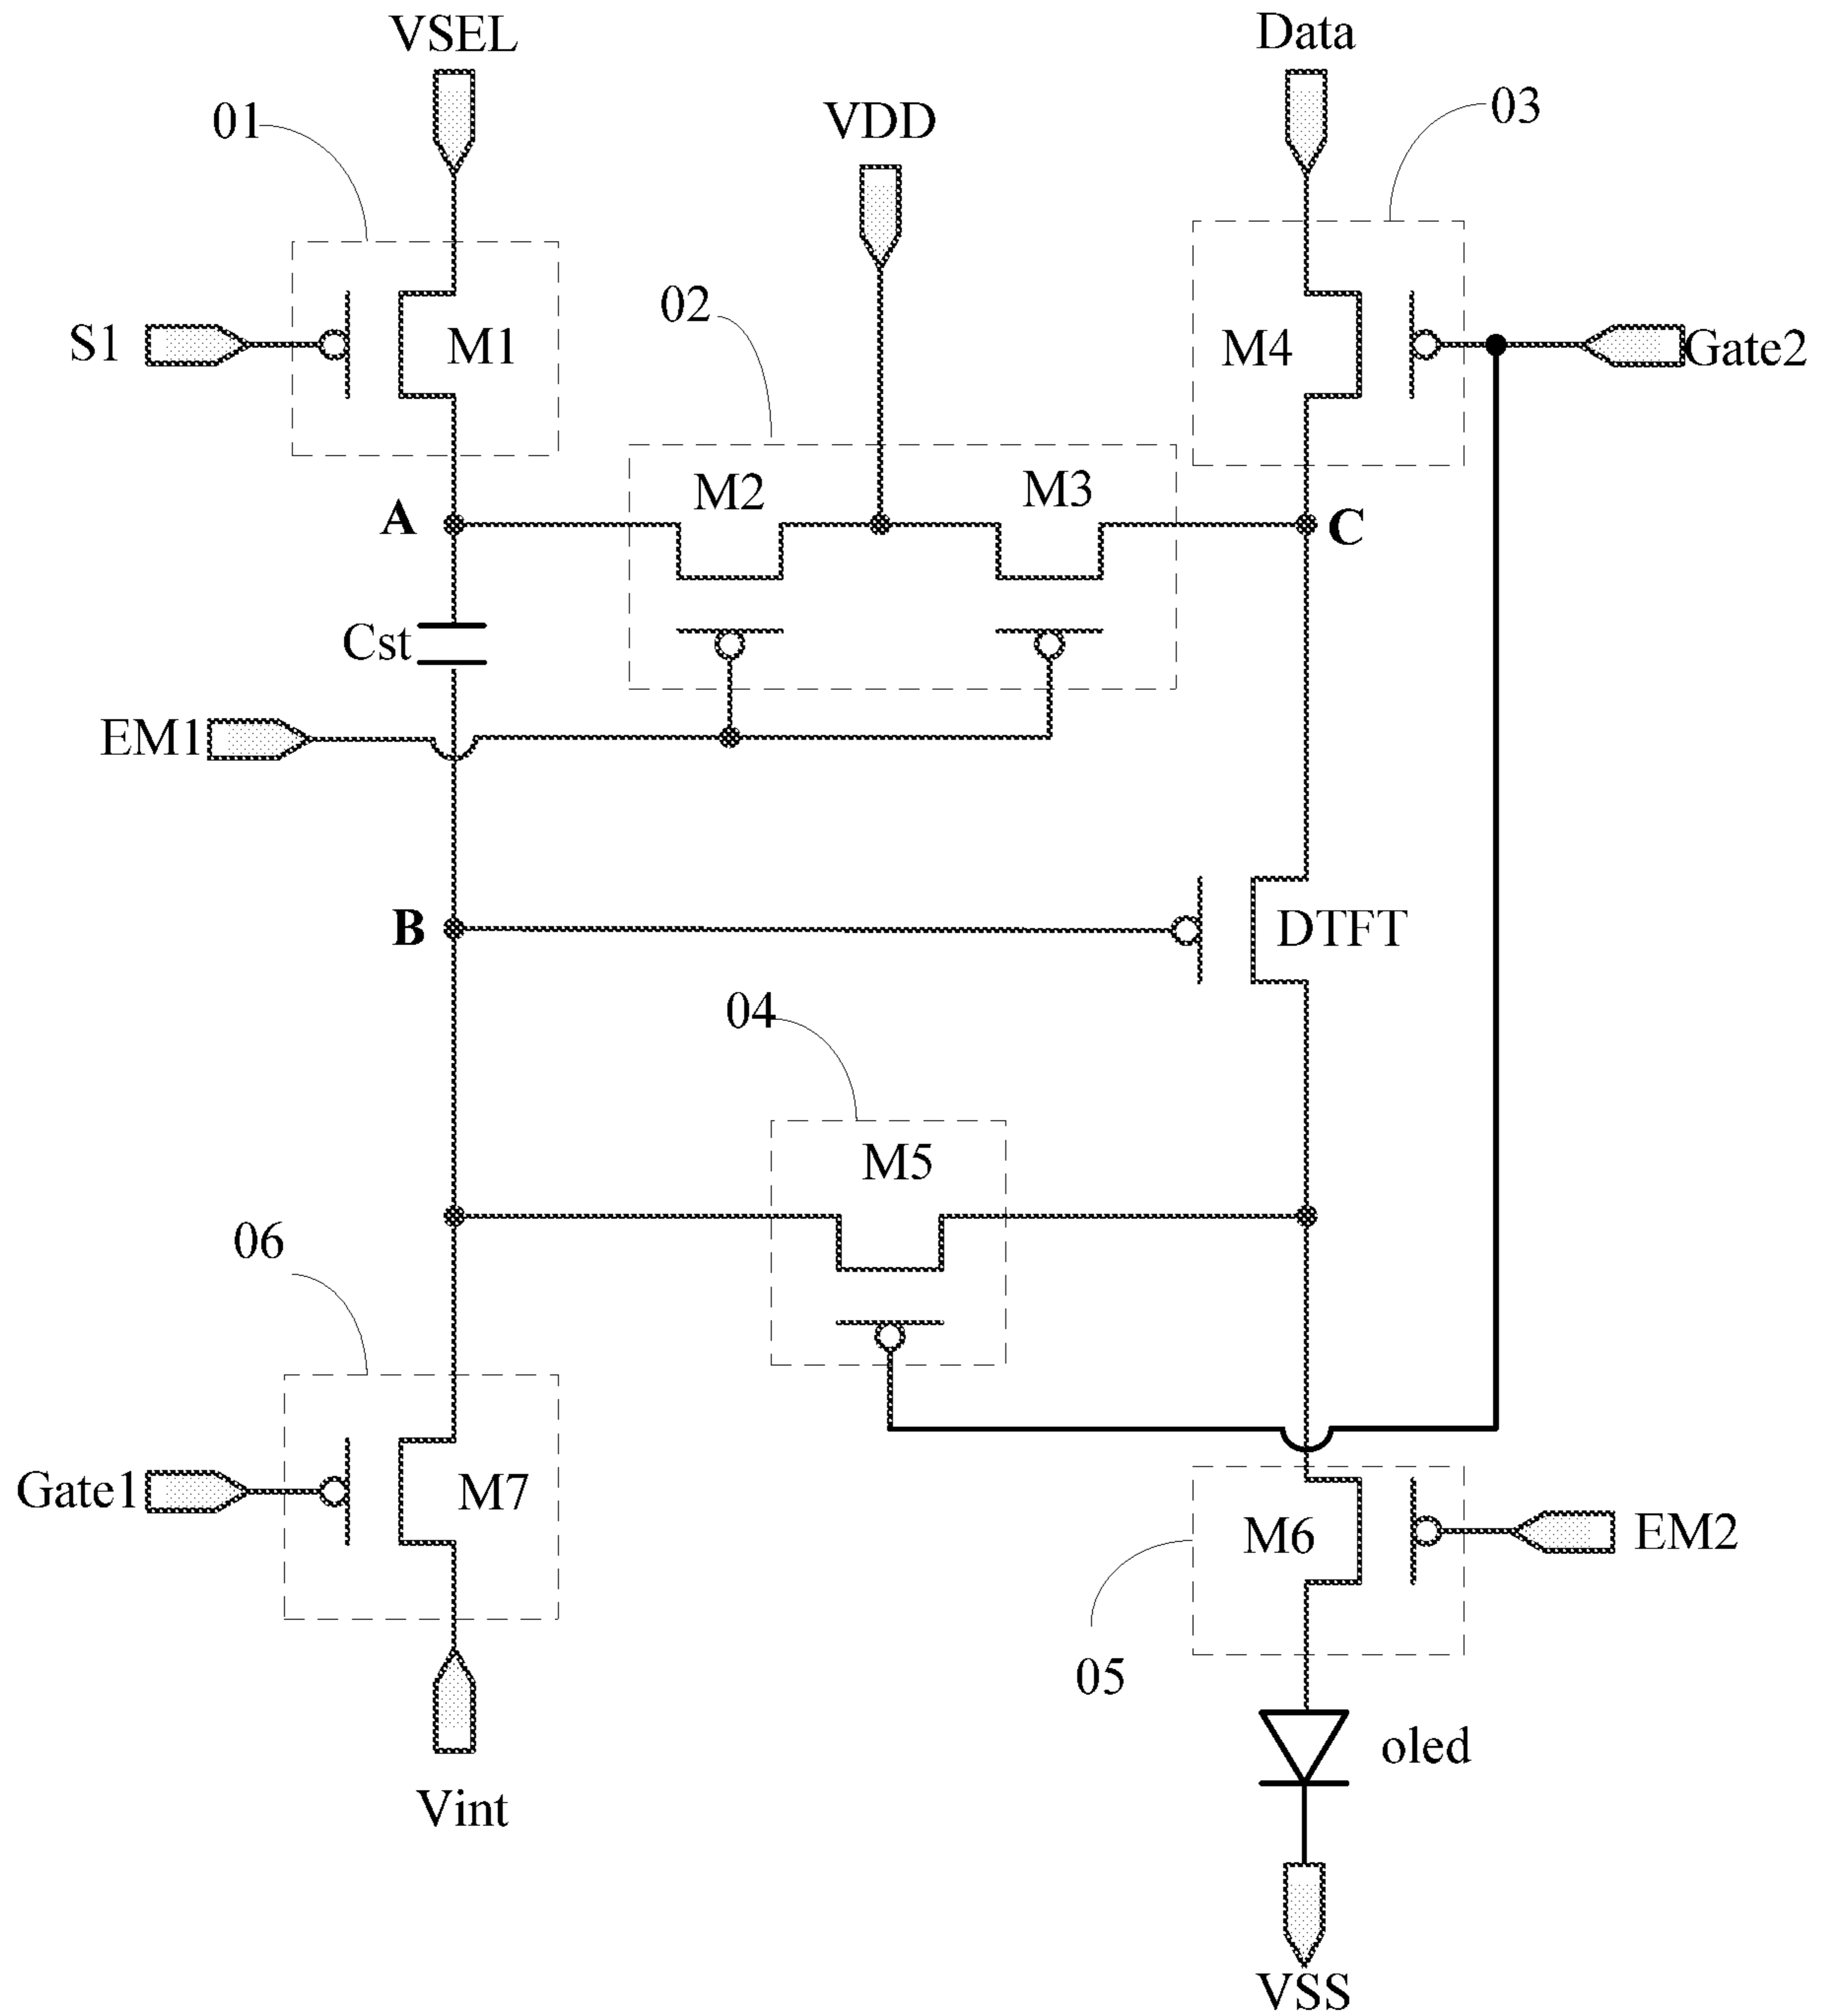 VSEL
Data
01
VDD
03
02
S1
M1
M4
Gate2
M2
M3
A
C
Cst
EM1
B
DTFT
04
M5
06
Gate1
M7
M6
EM2
05
oled
Vint
VSS